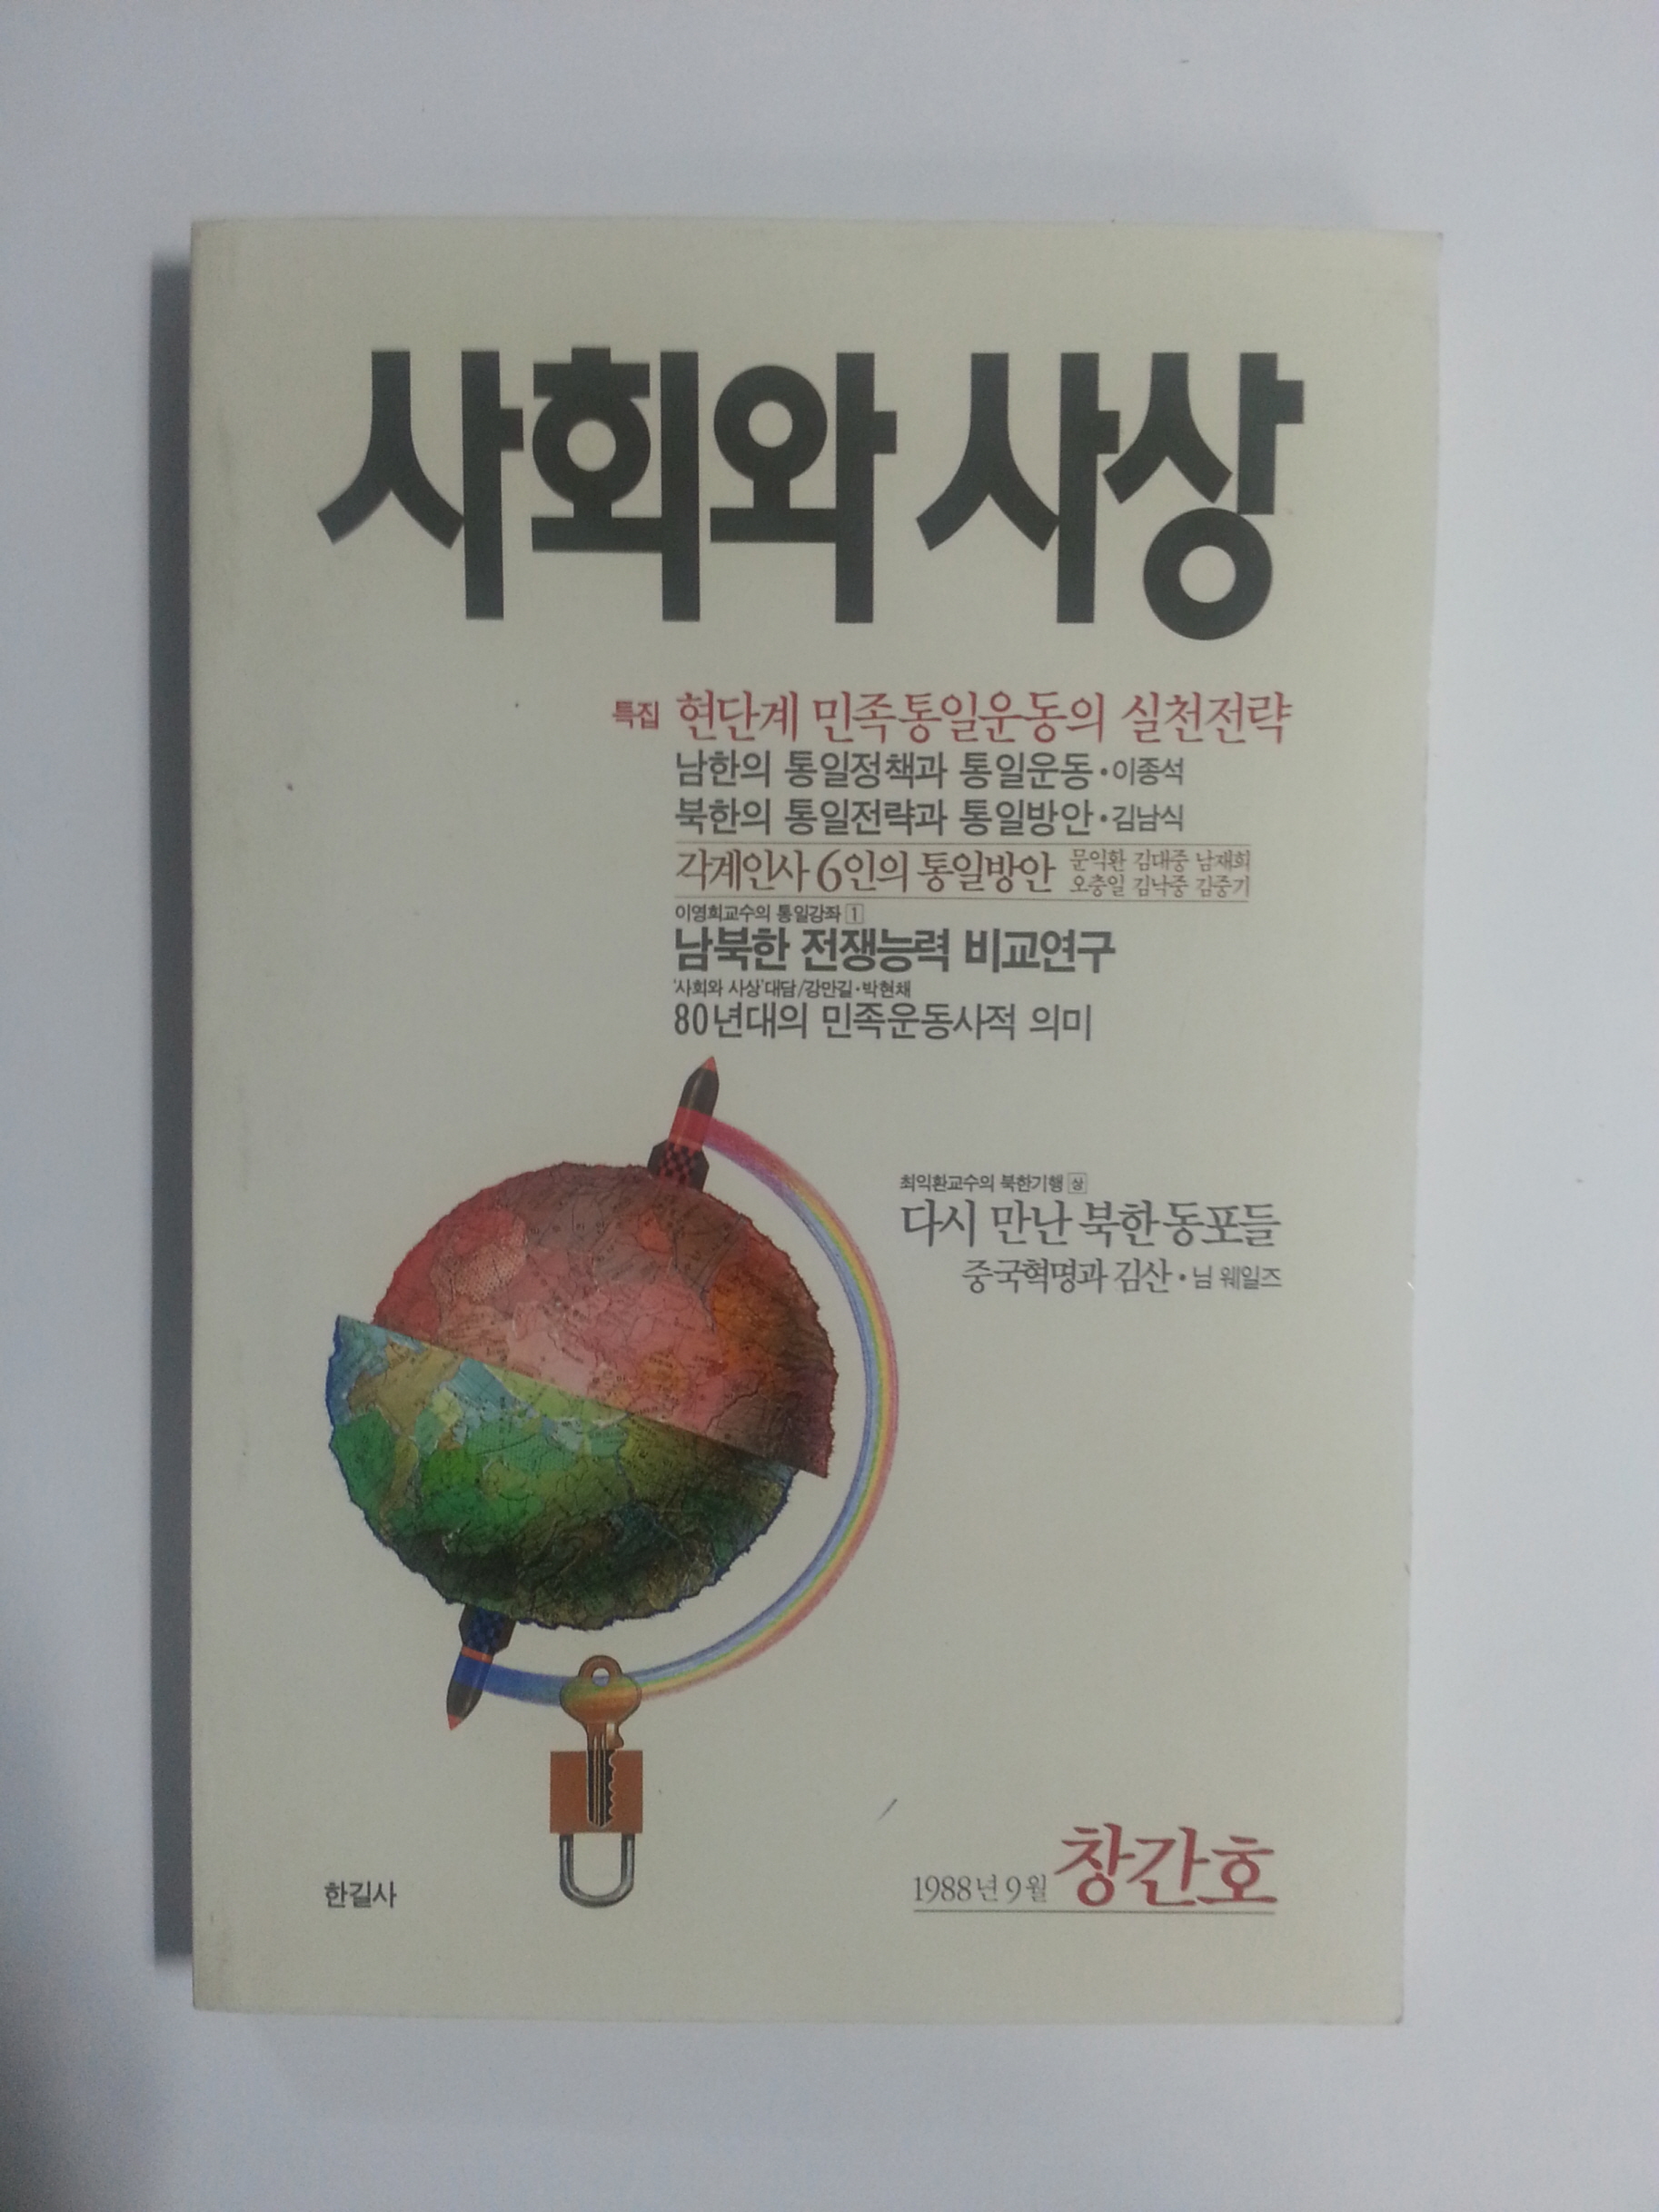 사회와 사상
특집 현단계 민족통일운동의 실천전략
남한의 통일정책과 통일운동·이종석
북한의 통일전략과 통일방안·김남식
각계인사 6인의 통일방안 문익환 김대중 남재희
오충일 김낙중 김중기
이영희교수의 통일강좌 1
남북한 전쟁능력 비교연구
'사회와 사상'대담/강만길·박현채
80년대의 민족운동사적 의미
최익환교수의 북한기행 상
다시 만난 북한동포들
중국혁명과 김산·님 웨일즈
한길사
1988년 9월 창간호